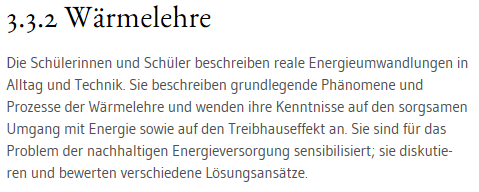 3.3.2 Wärmelehre
Die Schülerinnen und Schüler beschreiben reale Energieumwandlungen in
Alltag und Technik. Sie beschreiben grundlegende Phänomene und
Prozesse der Wärmelehre und wenden ihre Kenntnisse auf den sorgsamen
Umgang mit Energie sowie auf den Treibhauseffekt an. Sie sind für das
Problem der nachhaltigen Energieversorgung sensibilisiert; sie diskutie-
ren und bewerten verschiedene Lösungsansätze.